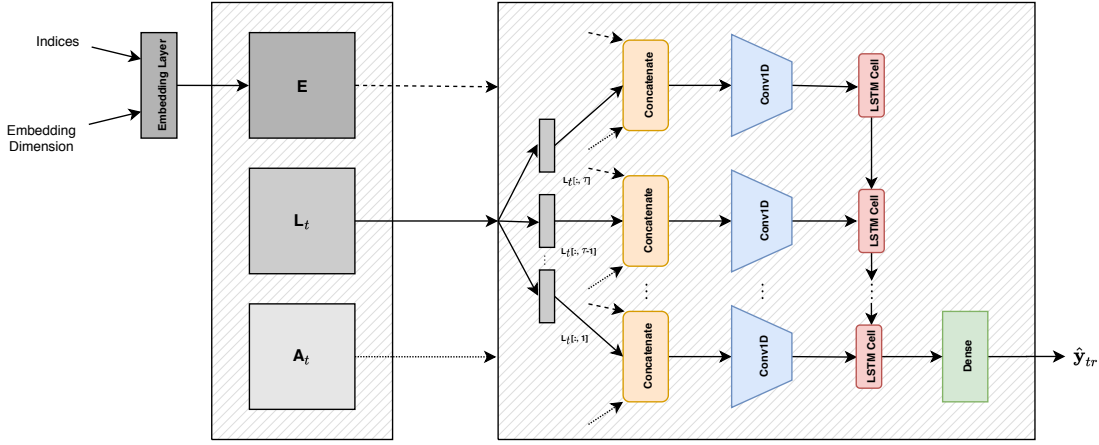 Indices
Embedding
Dimension
Embedding Layer
E
L_t
A_t
L_t[:, τ]
L_t[:, τ-1]
L_t[:, 1]
Concatenate
Conv1D
LSTM Cell
Concatenate
Conv1D
LSTM Cell
Concatenate
Conv1D
LSTM Cell
Dense
ŷ_tr